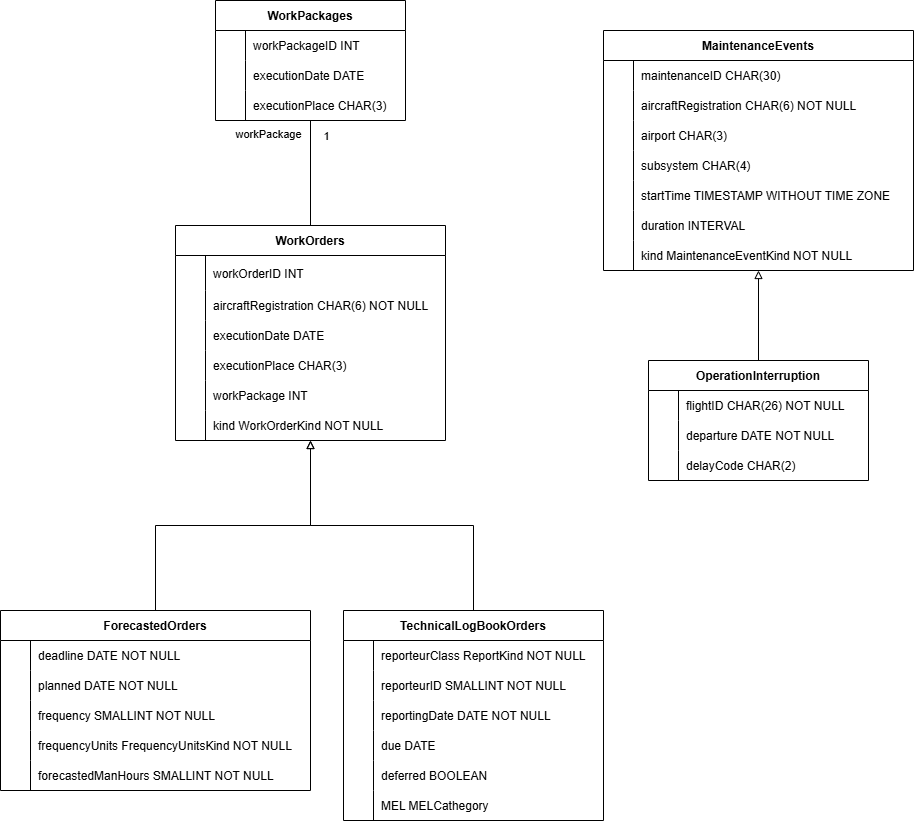 WorkPackages
workPackageID INT
executionDate DATE
executionPlace CHAR(3)
workPackage 1
WorkOrders
workOrderID INT
aircraftRegistration CHAR(6) NOT NULL
executionDate DATE
executionPlace CHAR(3)
workPackage INT
kind WorkOrderKind NOT NULL
MaintenanceEvents
maintenanceID CHAR(30)
aircraftRegistration CHAR(6) NOT NULL
airport CHAR(3)
subsystem CHAR(4)
startTime TIMESTAMP WITHOUT TIME ZONE
duration INTERVAL
kind MaintenanceEventKind NOT NULL
OperationInterruption
flightID CHAR(26) NOT NULL
departure DATE NOT NULL
delayCode CHAR(2)
ForecastedOrders
deadline DATE NOT NULL
planned DATE NOT NULL
frequency SMALLINT NOT NULL
frequencyUnits FrequencyUnitsKind NOT NULL
forecastedManHours SMALLINT NOT NULL
TechnicalLogBookOrders
reporteurClass ReportKind NOT NULL
reporteurID SMALLINT NOT NULL
reportingDate DATE NOT NULL
due DATE
deferred BOOLEAN
MEL MELCathegory